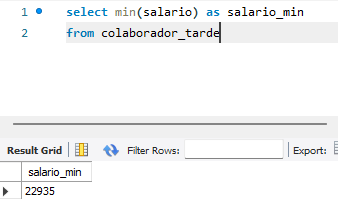 1 select min(salario) as salario_min
2 from colaborador_tarde
Result Grid Filter Rows: Export:
salario_min
22935